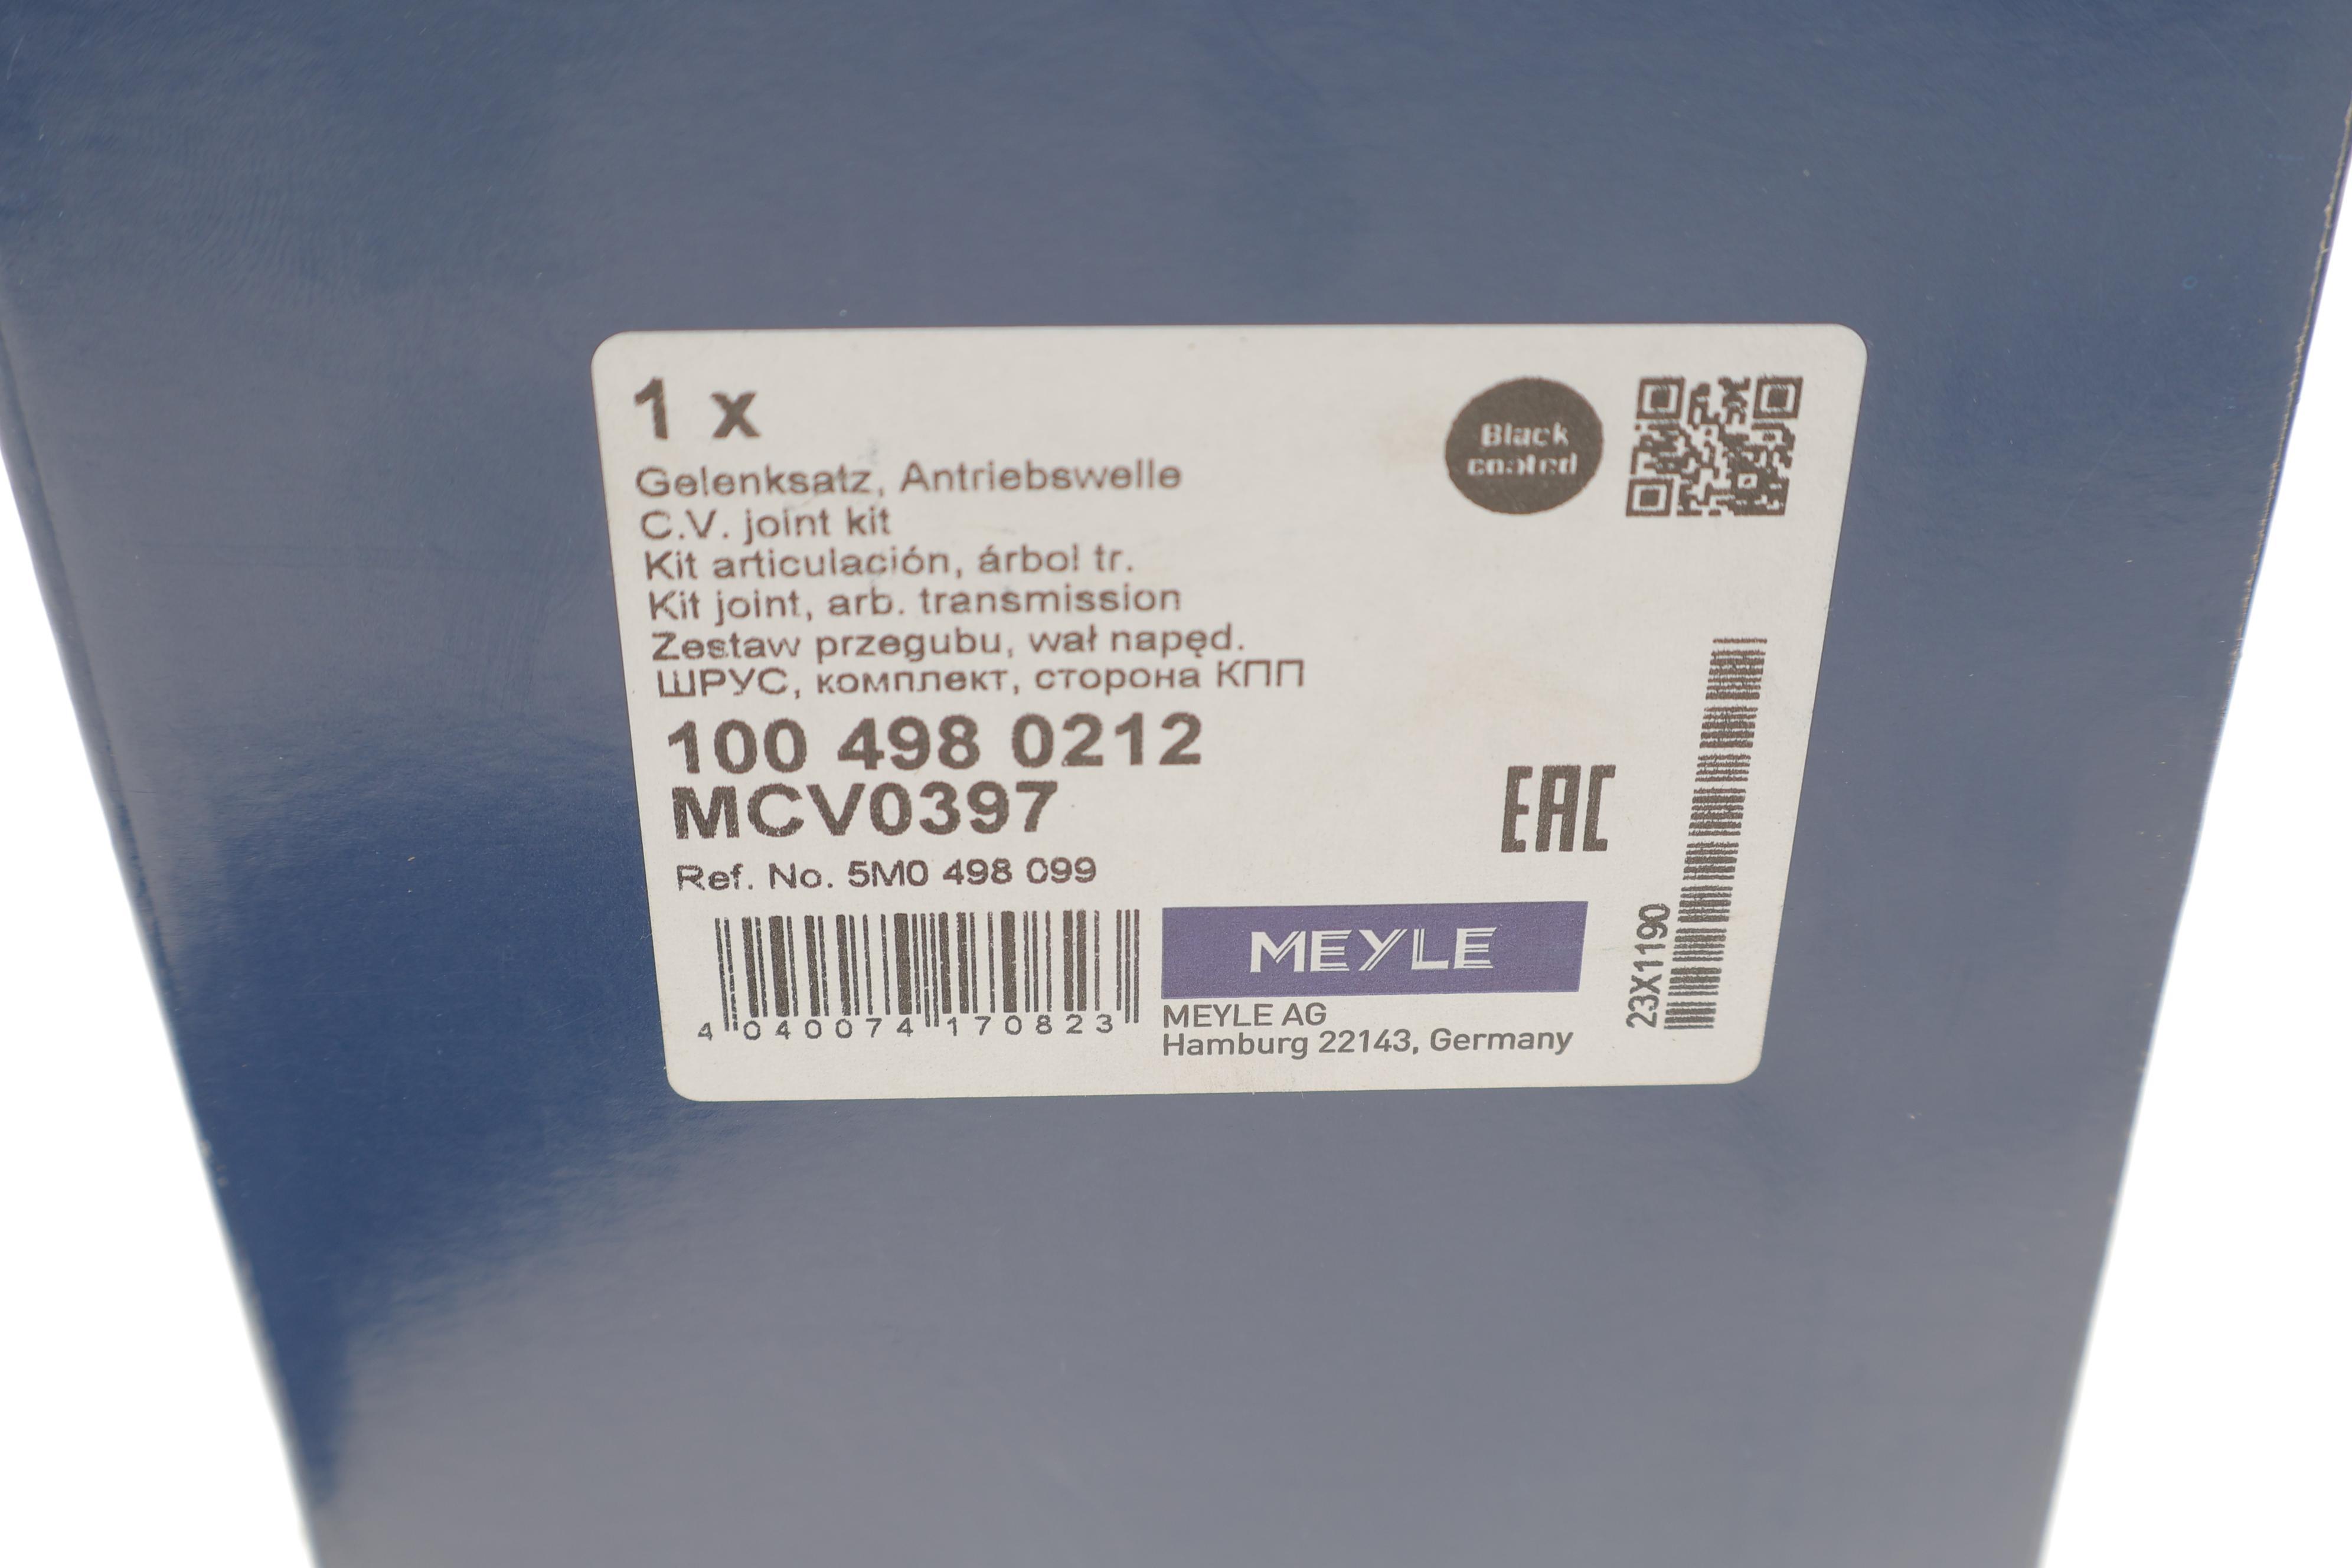 1 x
Black
coated
Gelenksatz, Antriebswelle
C.V. joint kit
Kit articulación, árbol tr.
Kit joint, arb. transmission
Zestaw przegubu, wał napęd.
ШРУС, комплект, сторона КПП
100 498 0212
MCV0397
Ref. No. 5M0 498 099
EAC
4 040074 170823
MEYLE
MEYLE AG
Hamburg 22143, Germany
23X1190